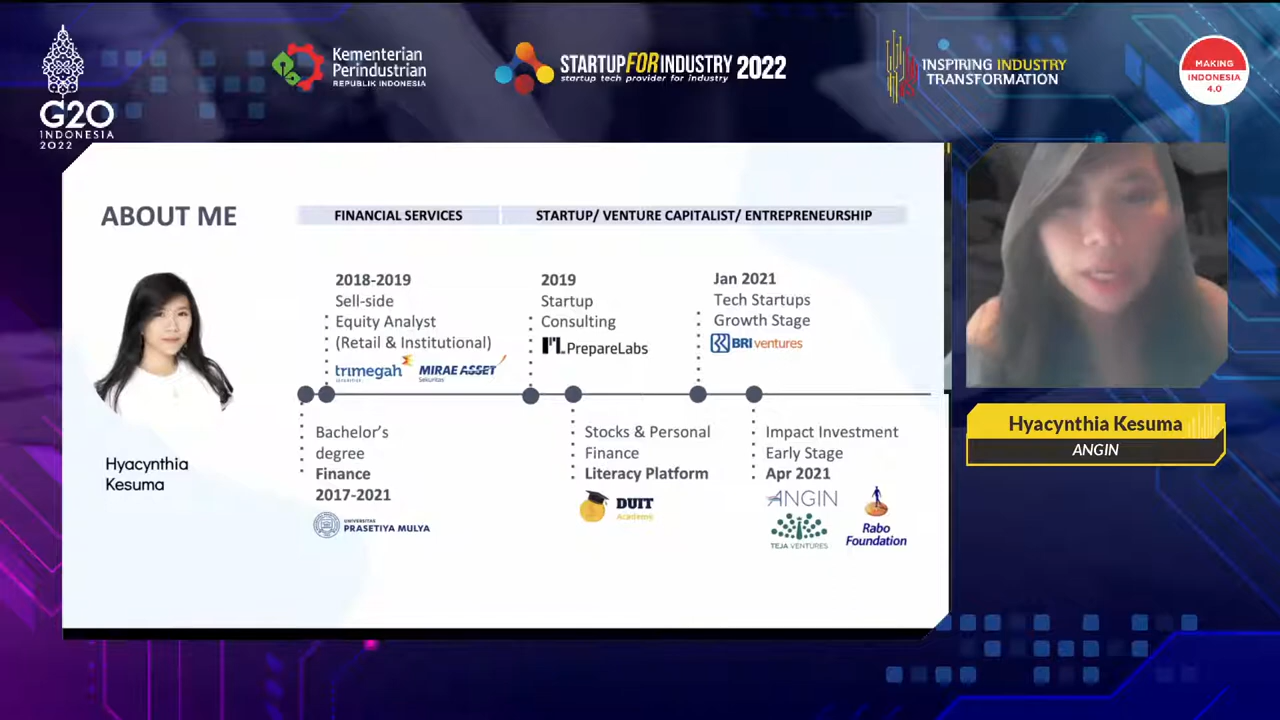 G20
INDONESIA
2022
Kementerian
Perindustrian
REPUBLIK INDONESIA
STARTUPFORINDUSTRY 2022
startup tech provider for industry
INSPIRING INDUSTRY
TRANSFORMATION
MAKING
INDONESIA
4.0
ABOUT ME
FINANCIAL SERVICES
STARTUP/ VENTURE CAPITALIST/ ENTREPRENEURSHIP
2018-2019
Sell-side
Equity Analyst
(Retail & Institutional)
trimegah
SECURITIES
MIRAE ASSET
Sekuritas
2019
Startup
Consulting
PrepareLabs
Jan 2021
Tech Startups
Growth Stage
BRI ventures
Hyacynthia
Kesuma
Bachelor's
degree
Finance
2017-2021
UNIVERSITAS
PRASETIYA MULYA
Stocks & Personal
Finance
Literacy Platform
DUIT
Academy
Impact Investment
Early Stage
Apr 2021
ANGIN
TEJA VENTURES
Rabo
Foundation
Hyacynthia Kesuma
ANGIN